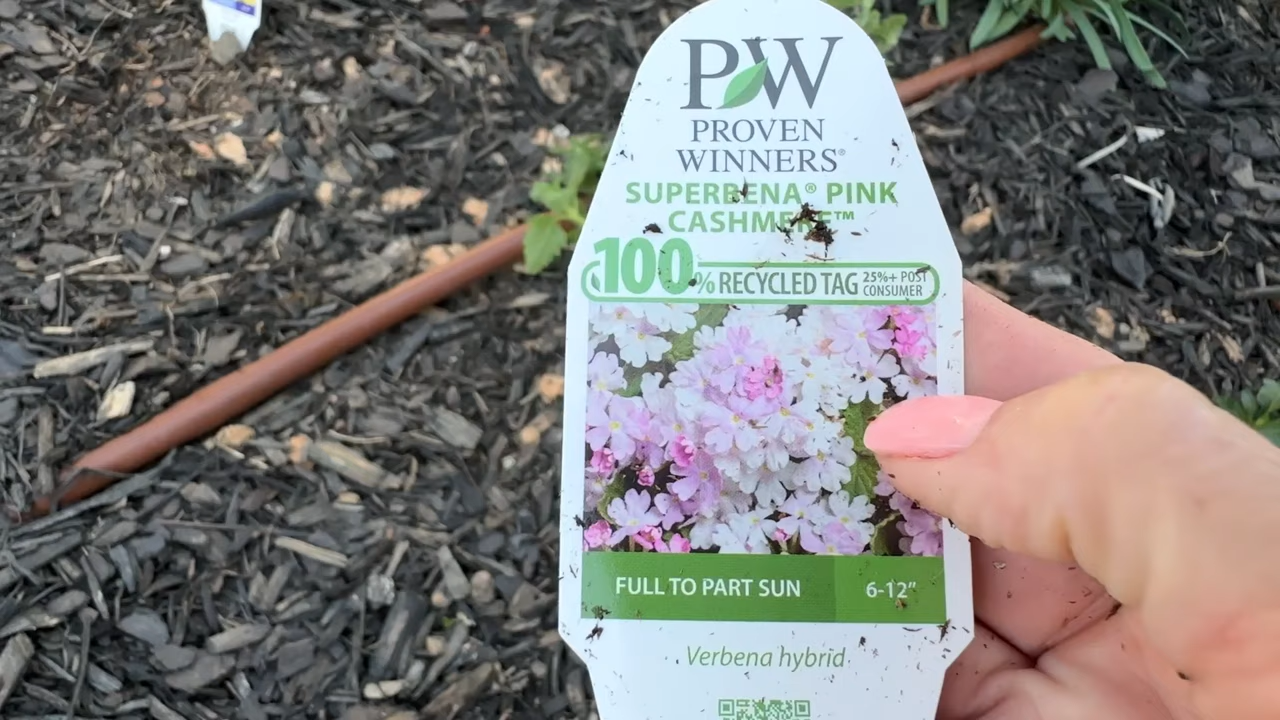 PW
PROVEN
WINNERS®
SUPERBENA® PINK
CASHMERE™
100% RECYCLED TAG 25%+ POST
CONSUMER
FULL TO PART SUN 6-12"
Verbena hybrid